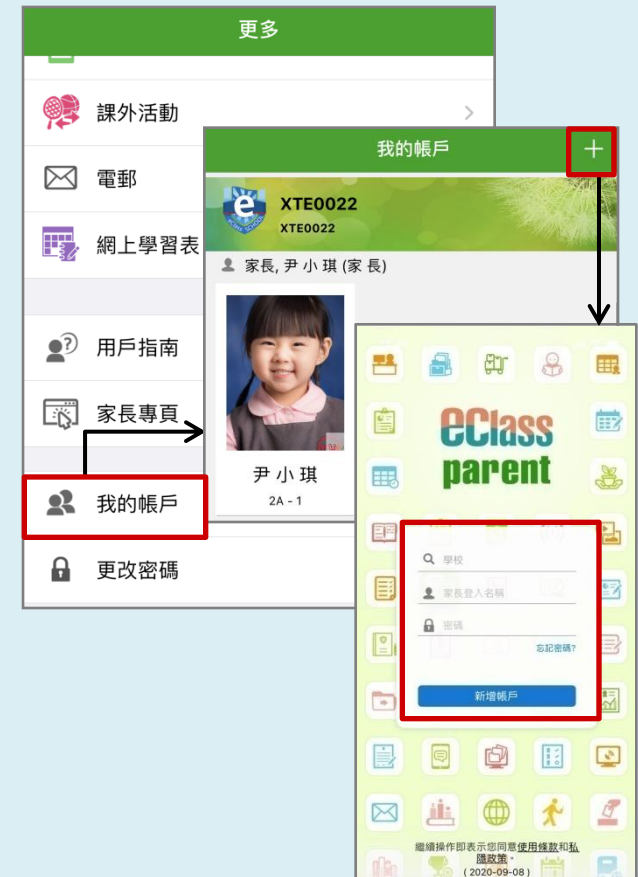 更多
課外活動
電郵
網上學習表
用戶指南
家長專頁
我的帳戶
更改密碼
我的帳戶
XTE0022
XTE0022
家長, 尹 小 琪 (家 長)
尹 小 琪
2A - 1
eClass
parent
學校
家長登入名稱
密碼
忘記密碼?
新增帳戶
繼續操作即表示您同意使用條款和私
隱政策。
( 2020-09-08 )